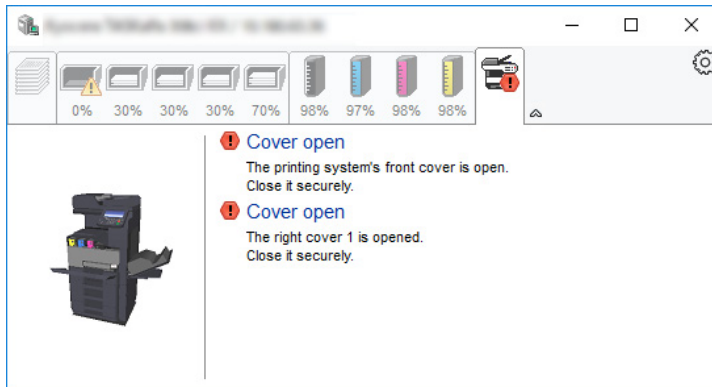 0% 30% 30% 30% 70% 98% 97% 98% 98%
Cover open
The printing system's front cover is open.
Close it securely.
Cover open
The right cover 1 is opened.
Close it securely.